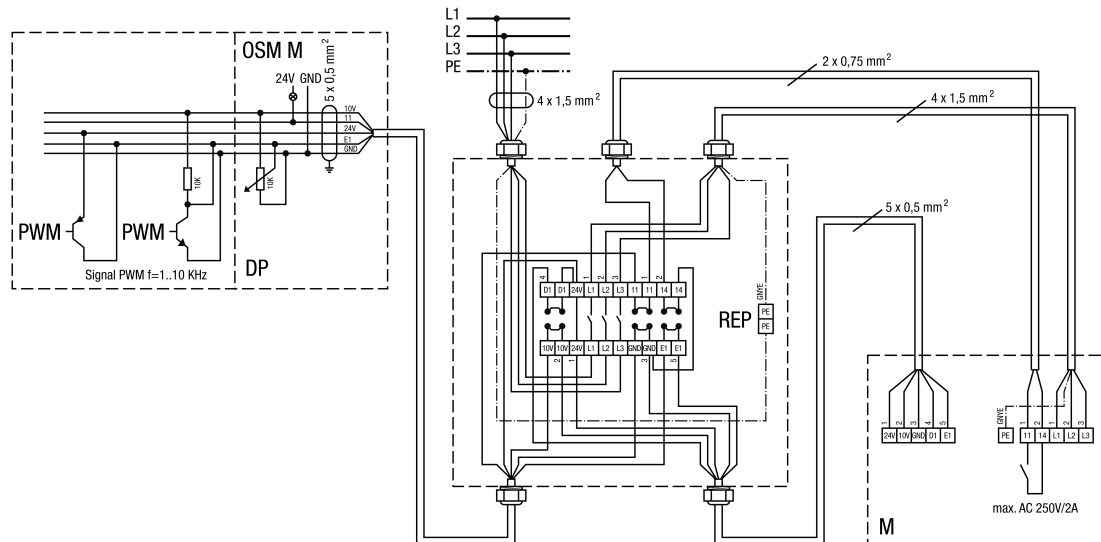 L1
L2
L3
PE
4 x 1,5 mm²
OSM M
24V GND
5 x 0,5 mm²
10V
11
24V
E1
GND
10K
10K
PWM
PWM
Signal PWM f=1..10 KHz
DP
2 x 0,75 mm²
4 x 1,5 mm²
5 x 0,5 mm²
4 1 2 3 1 2
D1 D1 24V L1 L2 L3 11 11 14 14
10V 10V 24V L1 L2 L3 GND GND E1 E1
2 1 3 5
GNYE
REP
PE
PE
1 2 3 4 5
24V 10V GND D1 E1
GNYE
1 2 1 2 3
PE 11 14 L1 L2 L3
max. AC 250V/2A
M